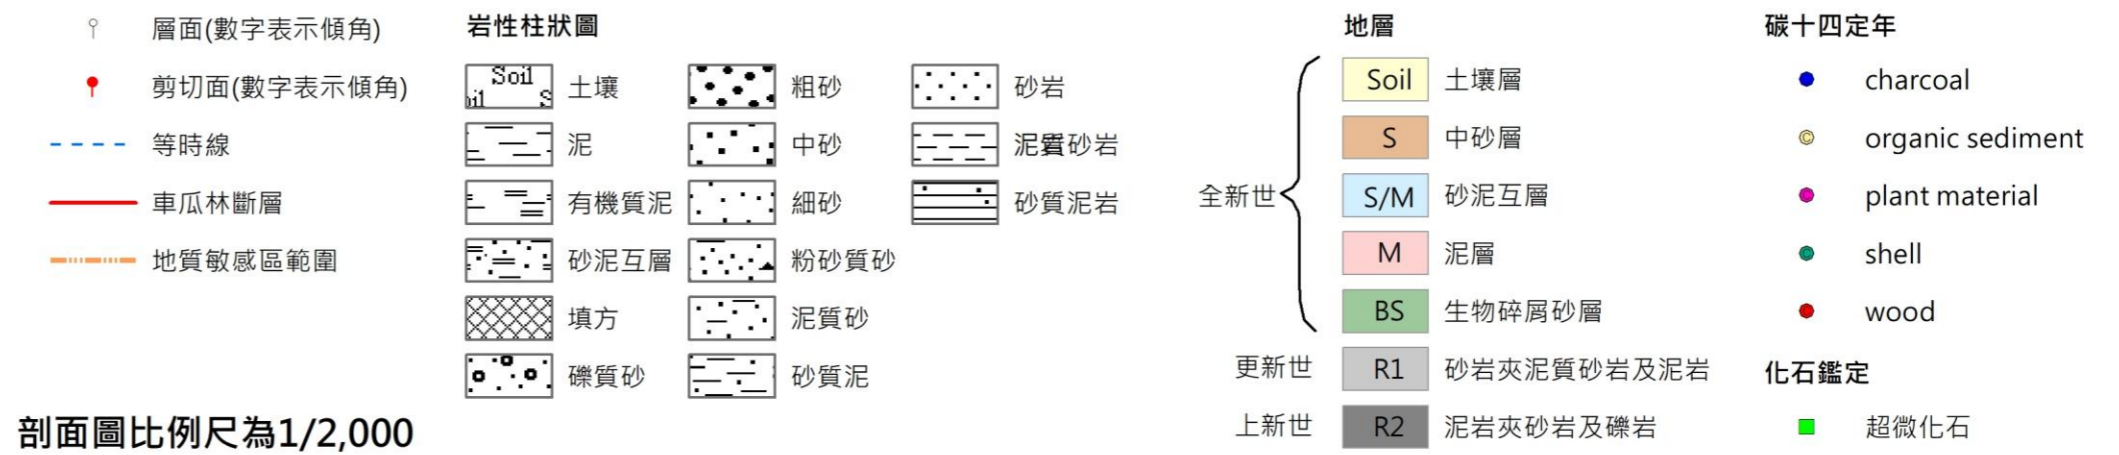 層面(數字表示傾角)
剪切面(數字表示傾角)
等時線
車瓜林斷層
地質敏感區範圍
剖面圖比例尺為1/2,000
岩性柱狀圖
Soil
il S
土壤
泥
有機質泥
砂泥互層
填方
礫質砂
粗砂
中砂
細砂
粉砂質砂
泥質砂
砂質泥
砂岩
砂岩
砂質泥岩
地層
全新世
Soil 土壤層
S 中砂層
S/M 砂泥互層
M 泥層
BS 生物碎屑砂層
更新世 R1 砂岩夾泥質砂岩及泥岩
上新世 R2 泥岩夾砂岩及礫岩
碳十四定年
charcoal
organic sediment
plant material
shell
wood
化石鑑定
超微化石